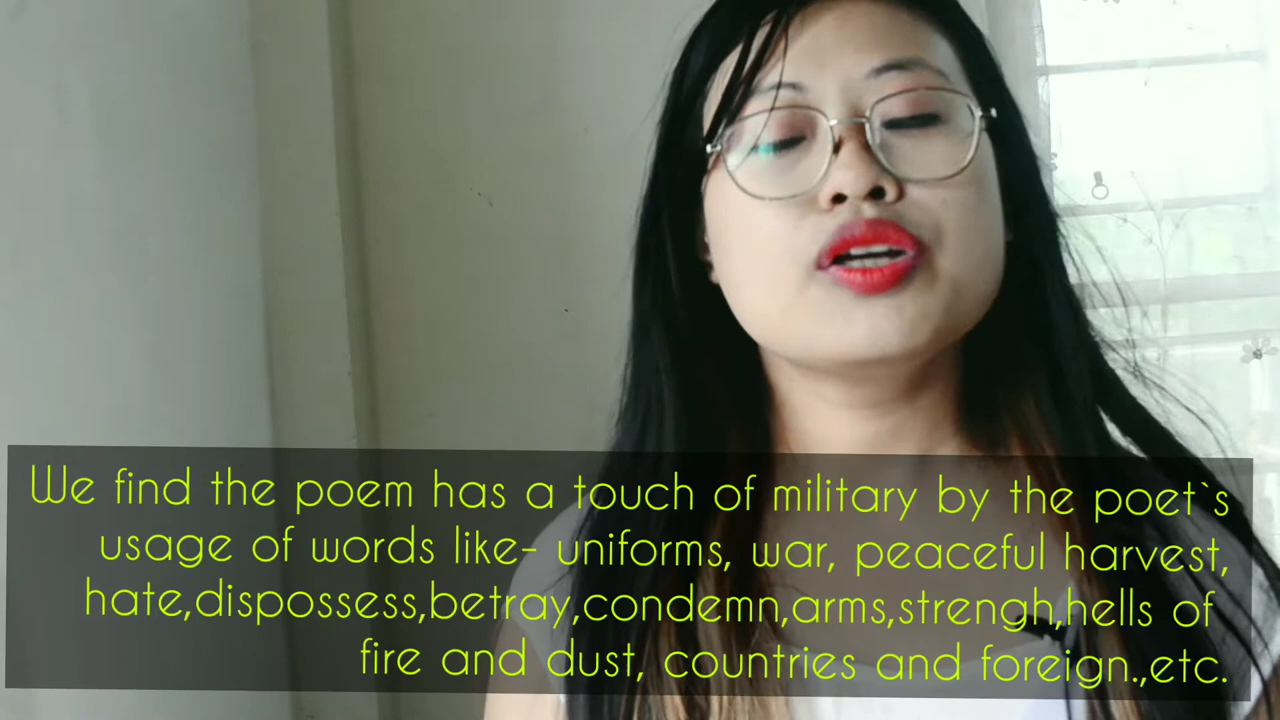 We find the poem has a touch of military by the poet`s
usage of words like- uniforms, war, peaceful harvest,
hate,dispossess,betray,condemn,arms,strengh,hells of
fire and dust, countries and foreign.,etc.